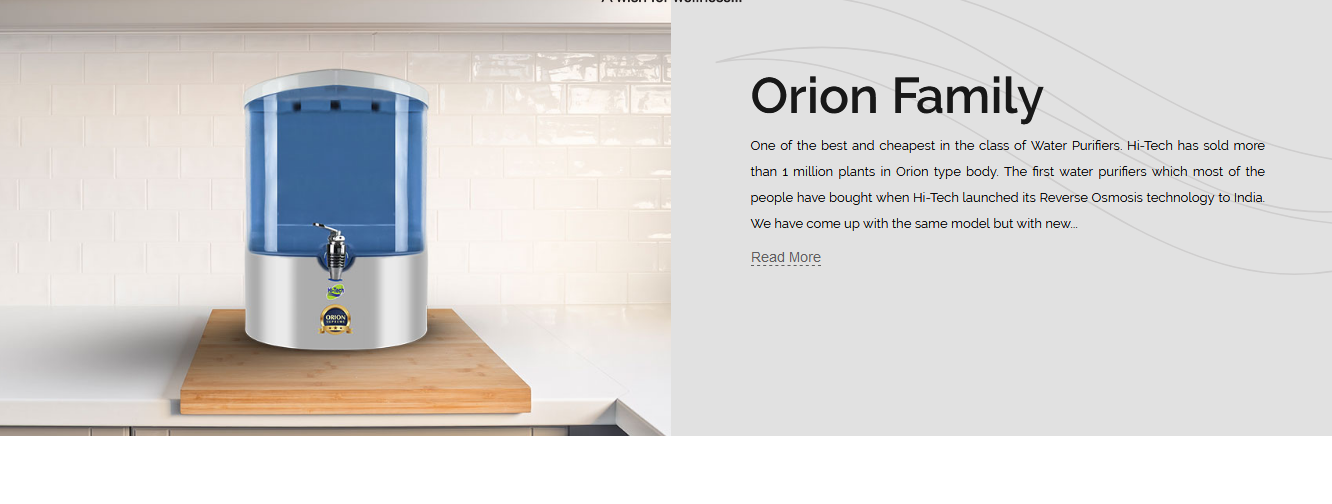 A wish for wellness...
Orion Family
One of the best and cheapest in the class of Water Purifiers. Hi-Tech has sold more
than 1 million plants in Orion type body. The first water purifiers which most of the
people have bought when Hi-Tech launched its Reverse Osmosis technology to India.
We have come up with the same model but with new...
Read More
Hi-Tech
ORION